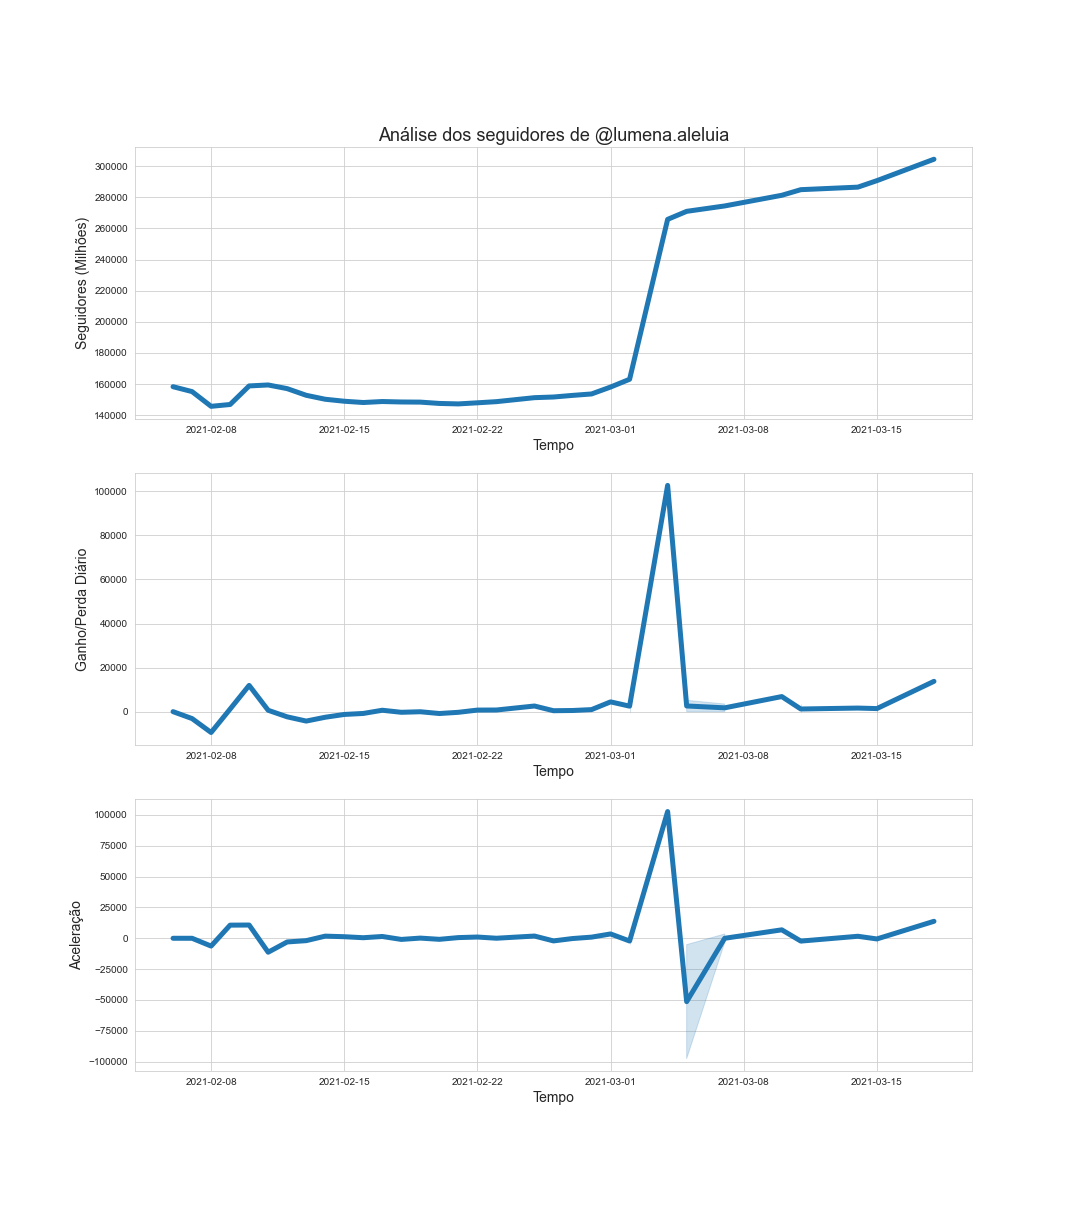 Análise dos seguidores de @lumena.aleluia
Seguidores (Milhões)
300000
280000
260000
240000
220000
200000
180000
160000
140000
2021-02-08 2021-02-15 2021-02-22 2021-03-01 2021-03-08 2021-03-15
Tempo
Ganho/Perda Diário
100000
80000
60000
40000
20000
0
2021-02-08 2021-02-15 2021-02-22 2021-03-01 2021-03-08 2021-03-15
Tempo
Aceleração
100000
75000
50000
25000
0
−25000
−50000
−75000
−100000
2021-02-08 2021-02-15 2021-02-22 2021-03-01 2021-03-08 2021-03-15
Tempo